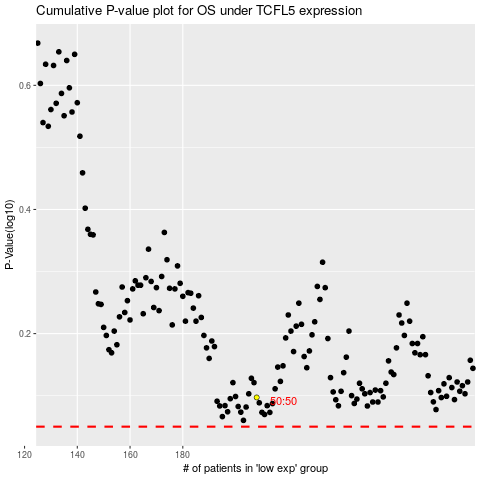 Cumulative P-value plot for OS under TCFL5 expression
P-Value(log10)
0.6
0.4
0.2
50:50
120 140 160 180
# of patients in 'low exp' group